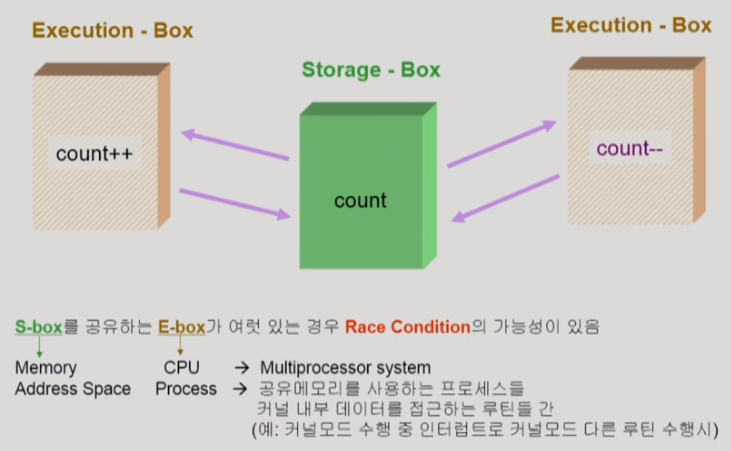 Execution - Box
Execution - Box
Storage - Box
count++
count--
count
S-box를 공유하는 E-box가 여럿 있는 경우 Race Condition의 가능성이 있음
Memory CPU → Multiprocessor system
Address Space Process → 공유메모리를 사용하는 프로세스들
커널 내부 데이터를 접근하는 루틴들 간
(예: 커널모드 수행 중 인터럽트로 커널모드 다른 루틴 수행시)